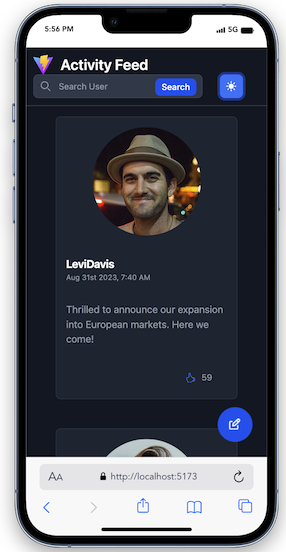 5:56 PM 5G
Activity Feed
Search User Search
LeviDavis
Aug 31st 2023, 7:40 AM
Thrilled to announce our expansion
into European markets. Here we
come!
59
AA http://localhost:5173